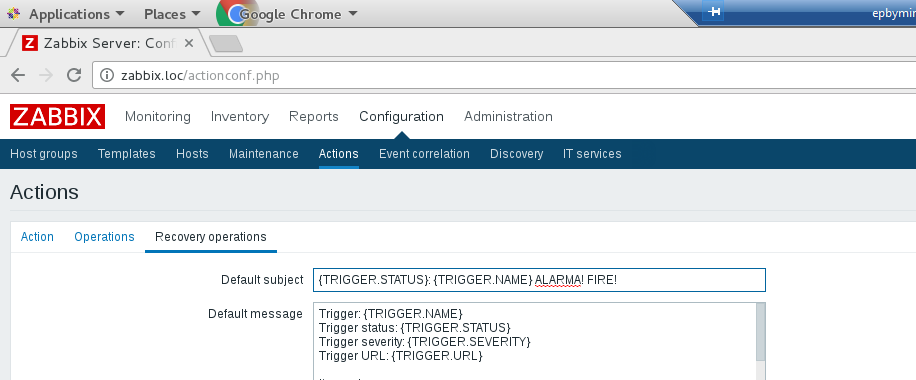 Applications Places Google Chrome epbymin
Zabbix Server: Conf
zabbix.loc/actionconf.php
ZABBIX Monitoring Inventory Reports Configuration Administration
Host groups Templates Hosts Maintenance Actions Event correlation Discovery IT services
Actions
Action Operations Recovery operations
Default subject {TRIGGER.STATUS}: {TRIGGER.NAME} ALARMA! FIRE!
Default message Trigger: {TRIGGER.NAME}
Trigger status: {TRIGGER.STATUS}
Trigger severity: {TRIGGER.SEVERITY}
Trigger URL: {TRIGGER.URL}